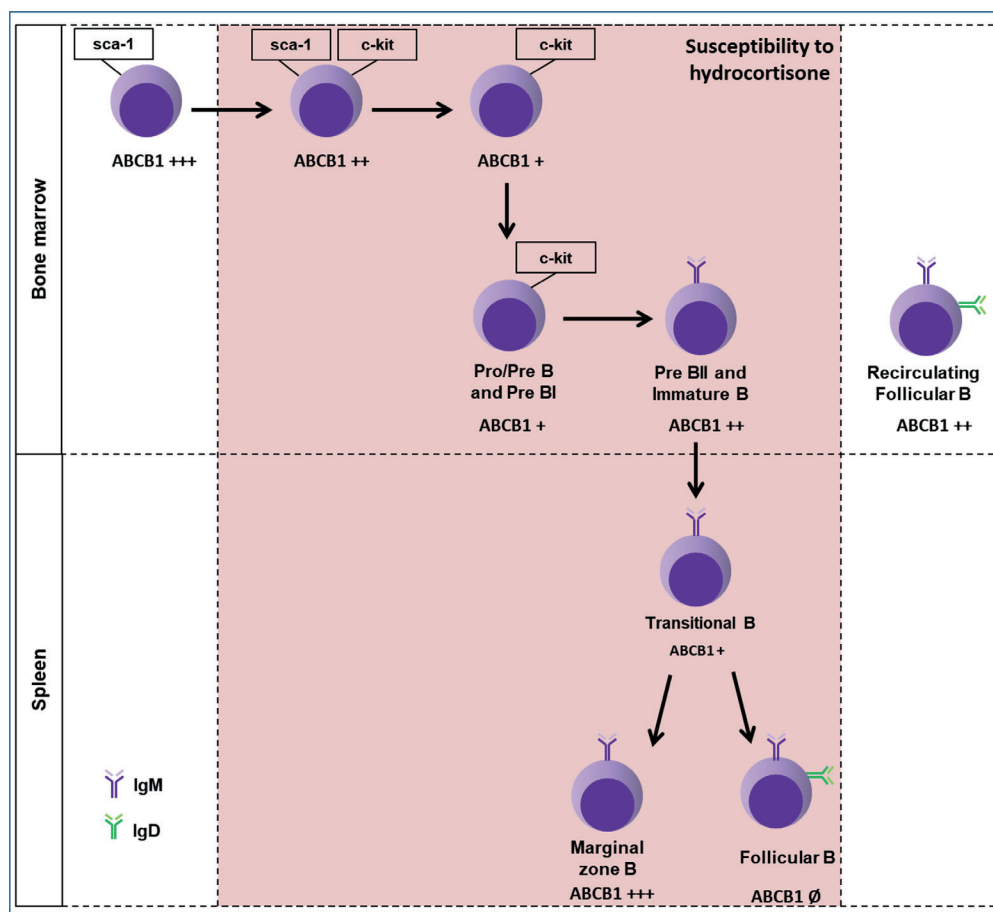 Bone marrow
sca-1
ABCB1 +++
sca-1
c-kit
ABCB1 ++
c-kit
ABCB1 +
Susceptibility to
hydrocortisone
c-kit
Pro/Pre B
and Pre BI
ABCB1 +
Pre BII and
Immature B
ABCB1 ++
Recirculating
Follicular B
ABCB1 ++
Spleen
Transitional B
ABCB1 +
IgM
IgD
Marginal
zone B
ABCB1 +++
Follicular B
ABCB1 Ø